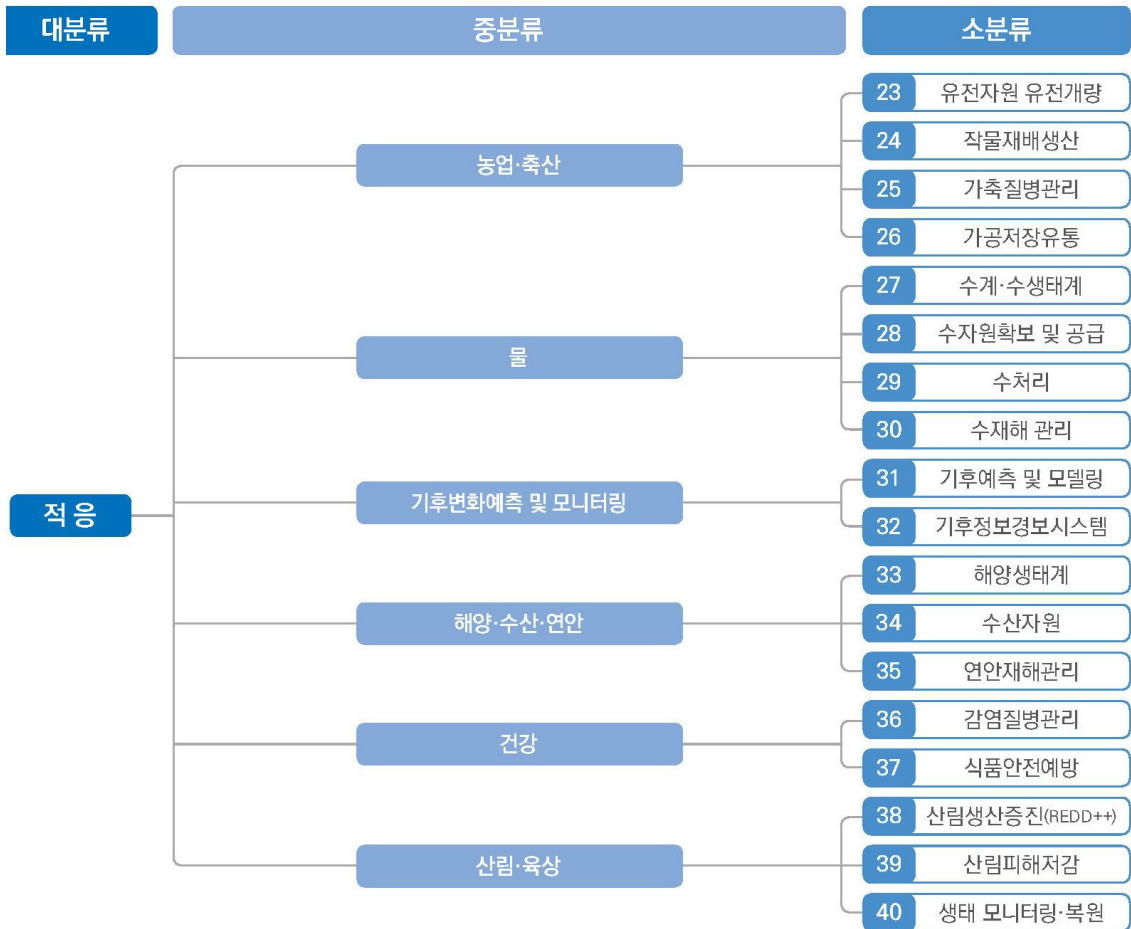 대분류 중분류 소분류
적응
농업·축산
23 유전자원 유전개량
24 작물재배생산
25 가축질병관리
26 가공저장유통
물
27 수계·수생태계
28 수자원확보 및 공급
29 수처리
30 수재해 관리
기후변화예측 및 모니터링
31 기후예측 및 모델링
32 기후정보경보시스템
해양·수산·연안
33 해양생태계
34 수산자원
35 연안재해관리
건강
36 감염질병관리
37 식품안전예방
산림·육상
38 산림생산증진(REDD++)
39 산림피해저감
40 생태 모니터링·복원